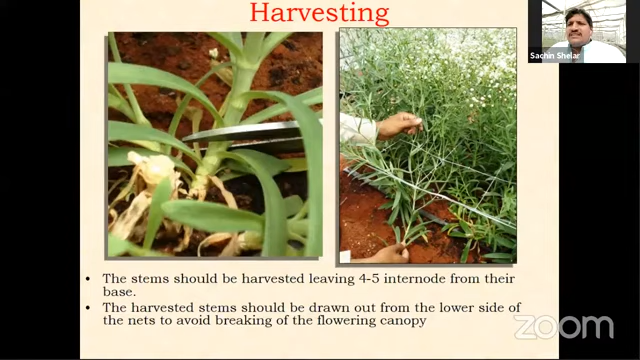 Harvesting
Sachin Shelar
• The stems should be harvested leaving 4-5 internode from their
base.
• The harvested stems should be drawn out from the lower side of
the nets to avoid breaking of the flowering canopy
zoom